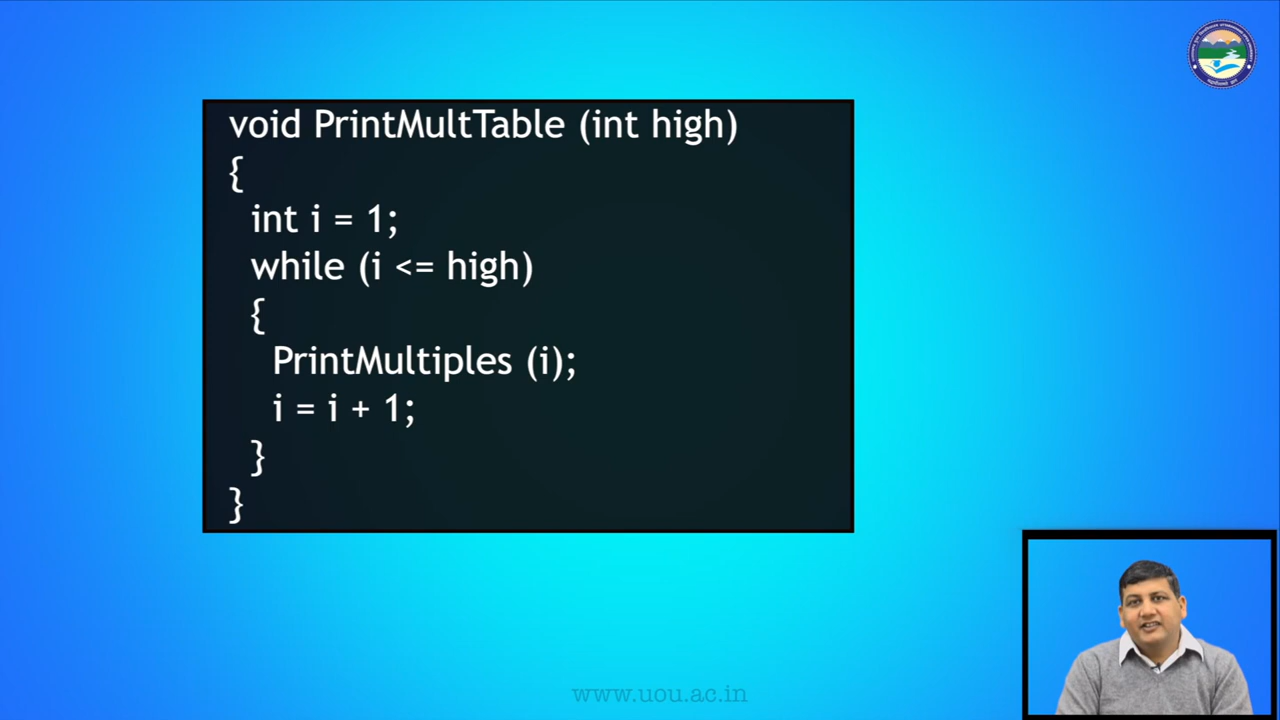 void PrintMultTable (int high)
{
int i = 1;
while (i <= high)
{
PrintMultiples (i);
i = i + 1;
}
}
www.uou.ac.in